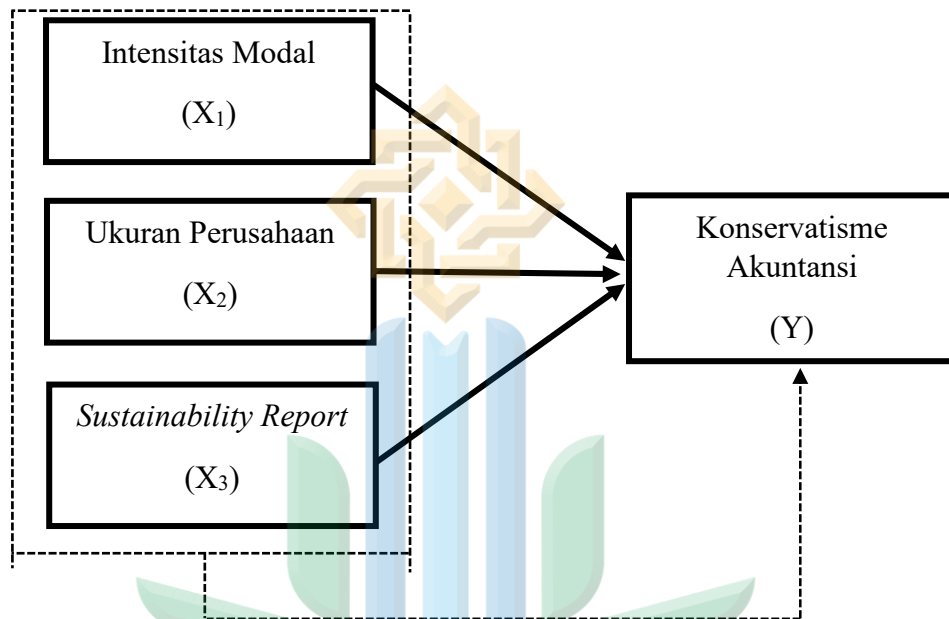 Intensitas Modal
(X₁)
Ukuran Perusahaan
(X₂)
Sustainability Report
(X₃)
Konservatisme
Akuntansi
(Y)